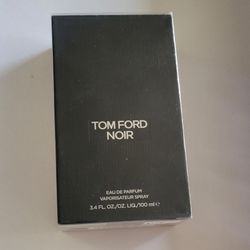 TOM FORD
NOIR
EAU DE PARFUM
VAPORISATEUR SPRAY
3.4 FL. OZ./OZ. LIQ./100 ml ℮